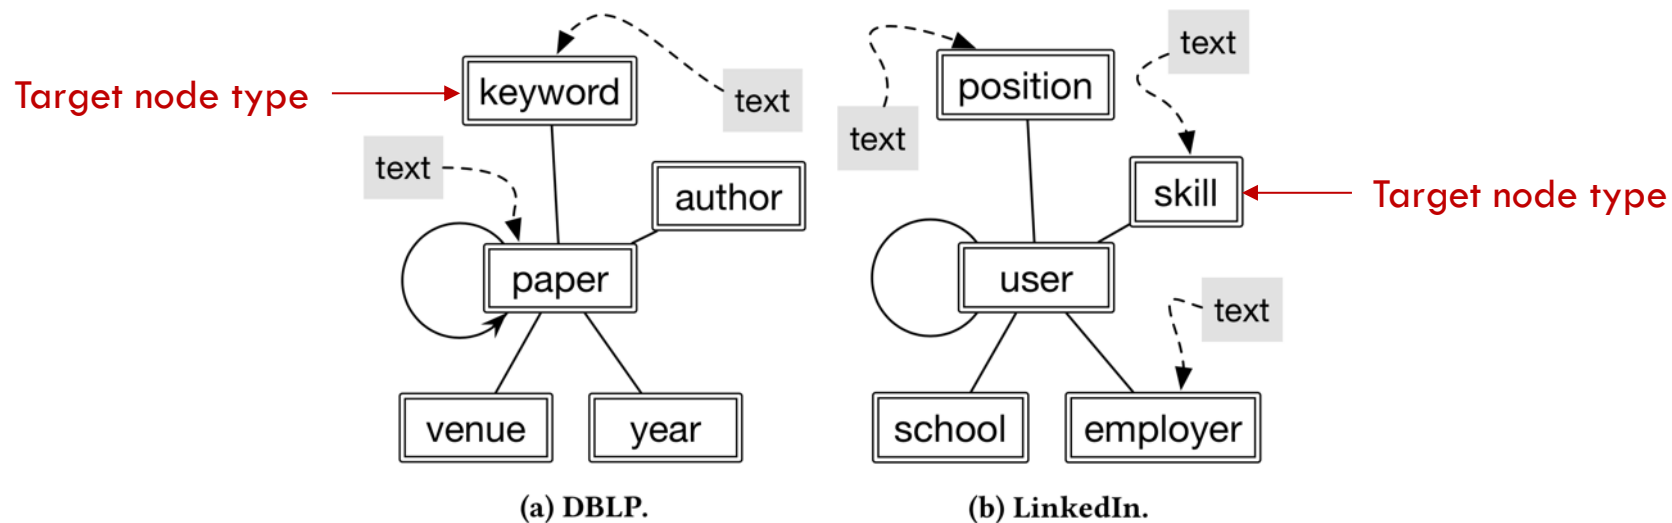 Target node type
keyword
text
text
author
paper
venue
year
(a) DBLP.
position
text
text
skill
Target node type
user
text
school
employer
(b) LinkedIn.